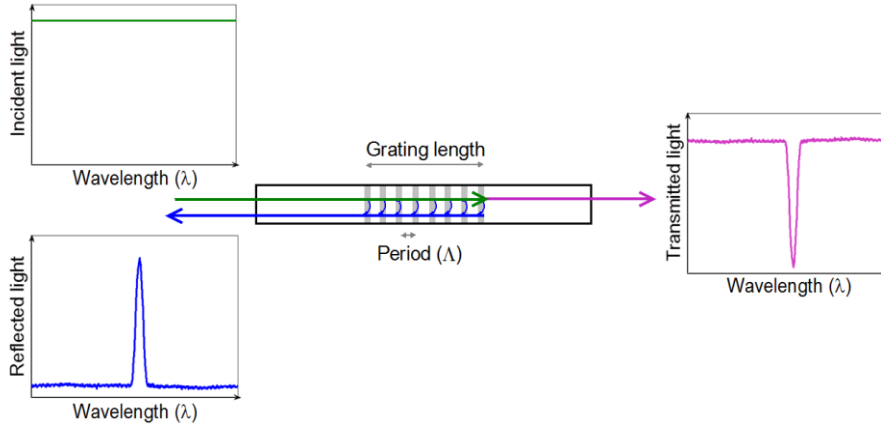 Incident light
Wavelength (λ)
Grating length
Period (Λ)
Reflected light
Wavelength (λ)
Transmitted light
Wavelength (λ)